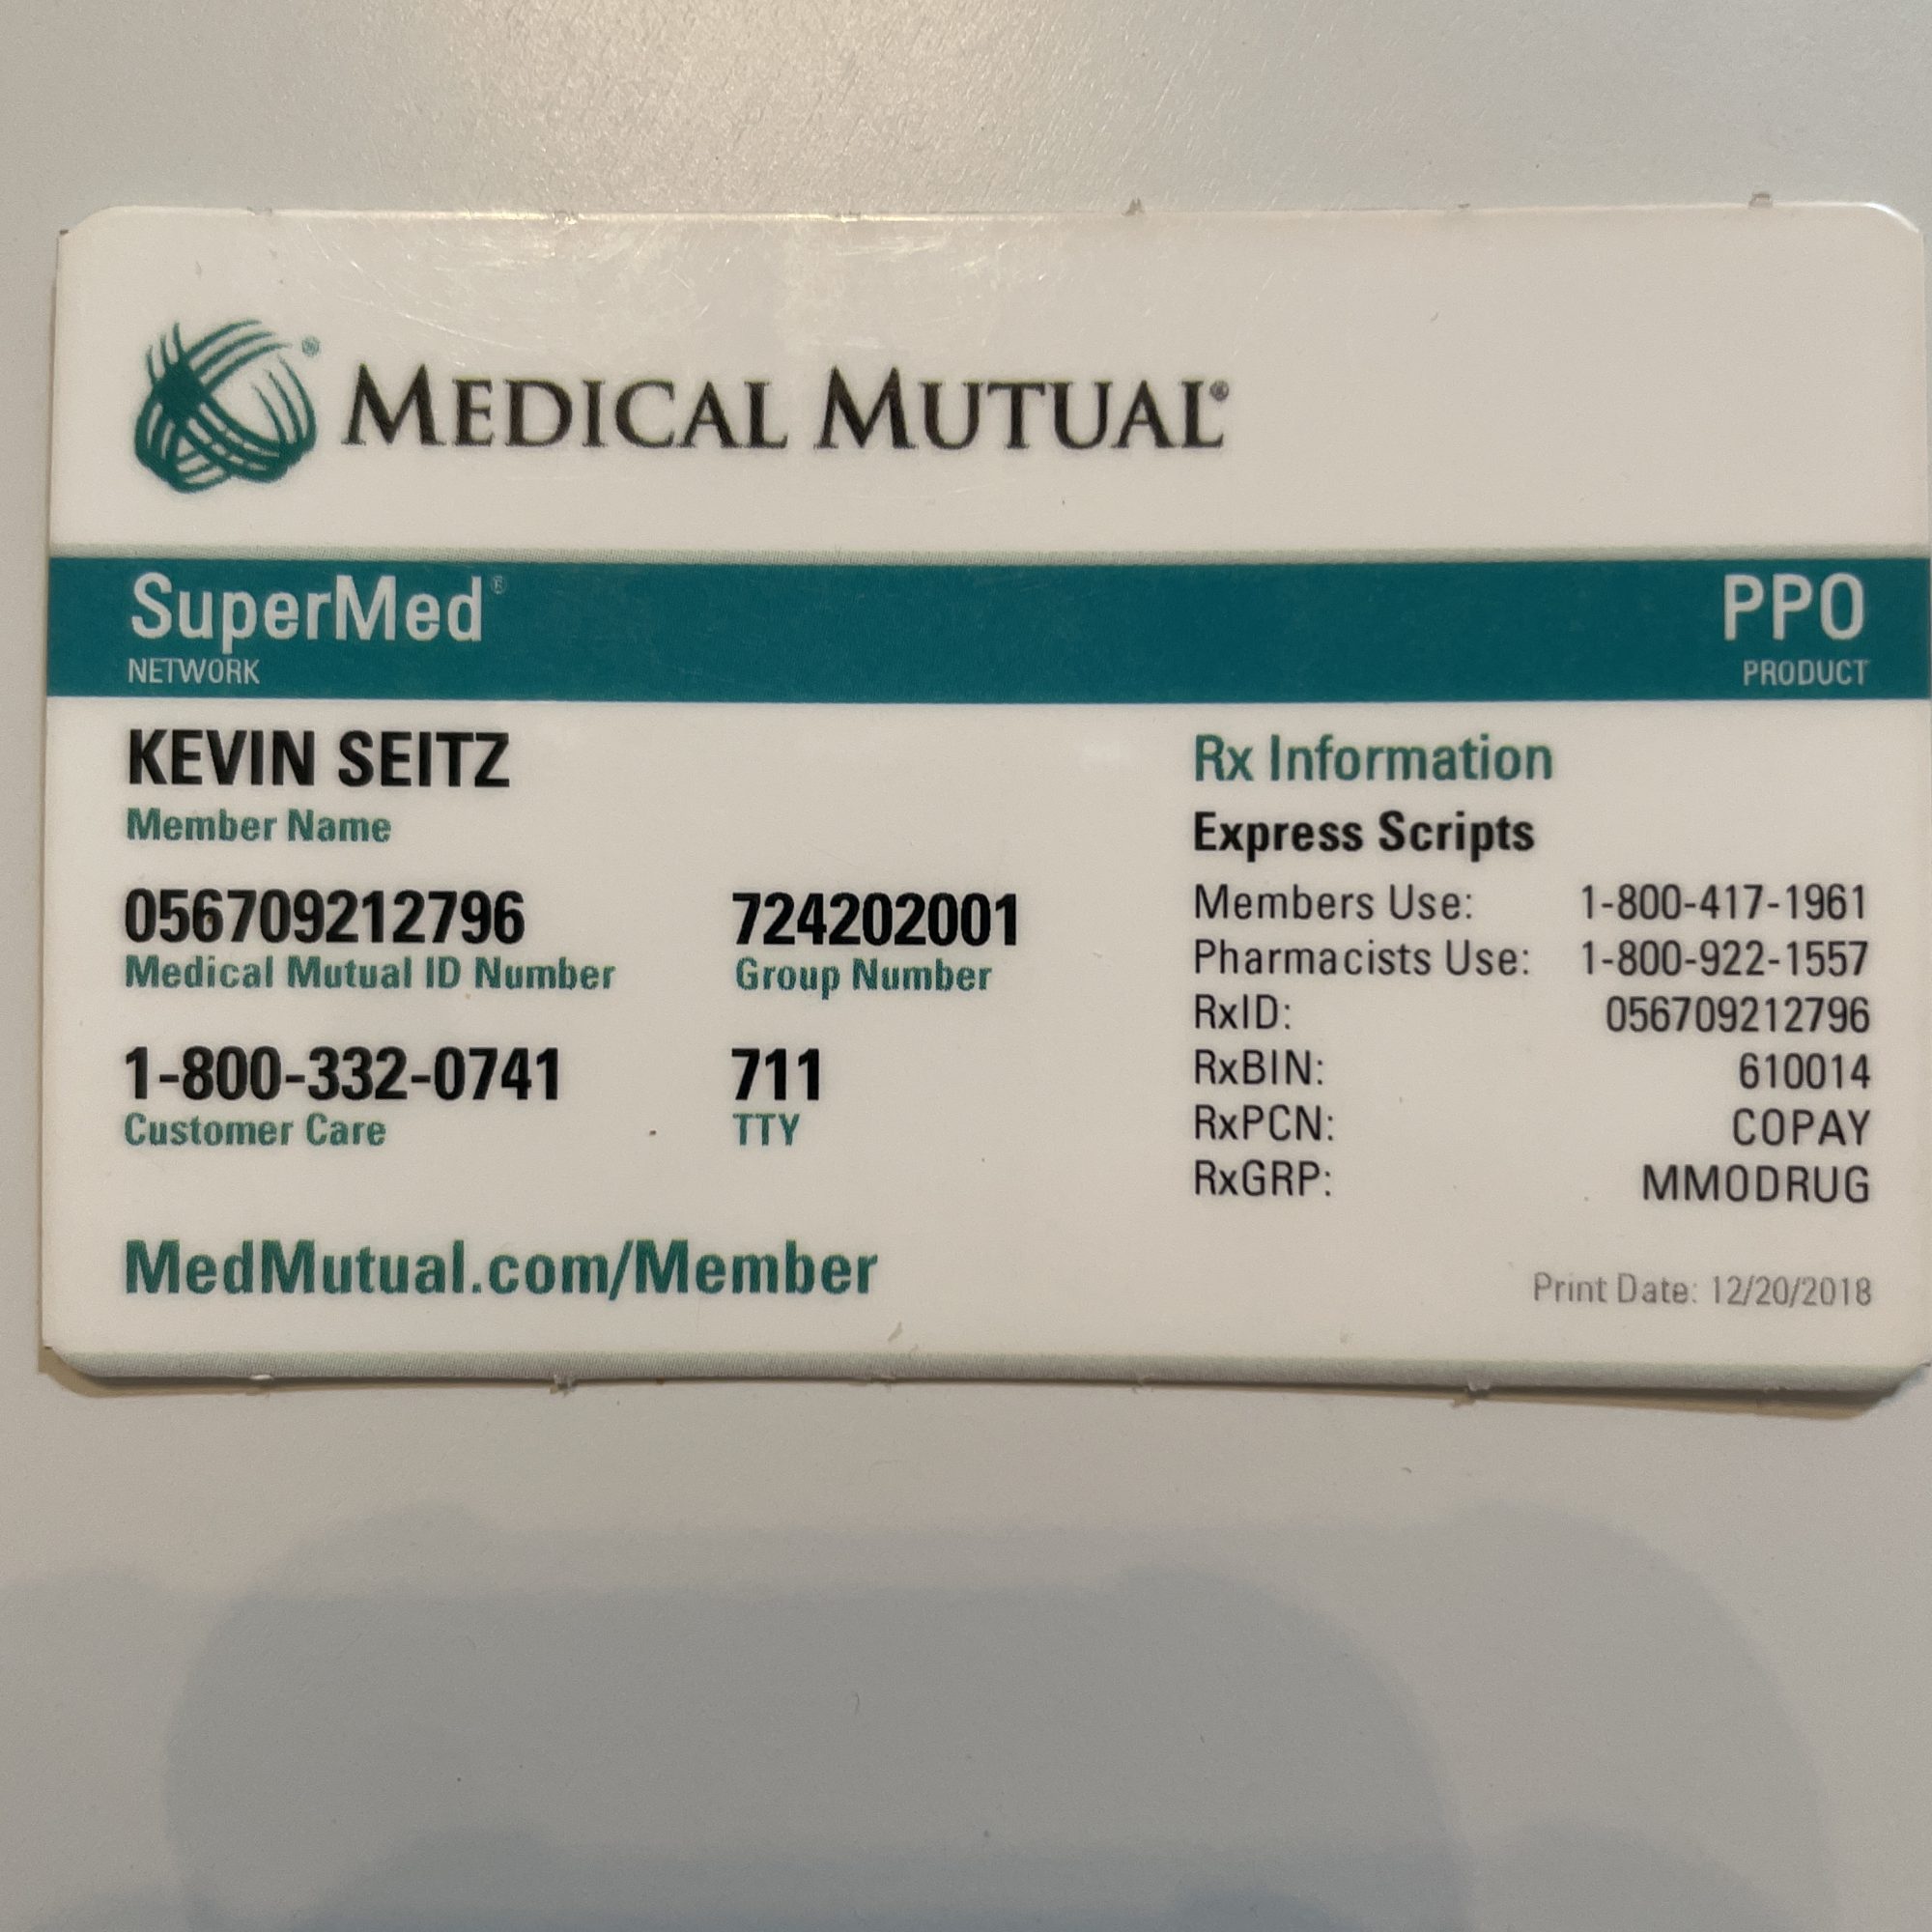 MEDICAL MUTUAL®
SuperMed®
NETWORK
PPO
PRODUCT
KEVIN SEITZ
Member Name
056709212796
Medical Mutual ID Number
724202001
Group Number
1-800-332-0741
Customer Care
711
TTY
MedMutual.com/Member
Rx Information
Express Scripts
Members Use: 1-800-417-1961
Pharmacists Use: 1-800-922-1557
RxID: 056709212796
RxBIN: 610014
RxPCN: COPAY
RxGRP: MMODRUG
Print Date: 12/20/2018